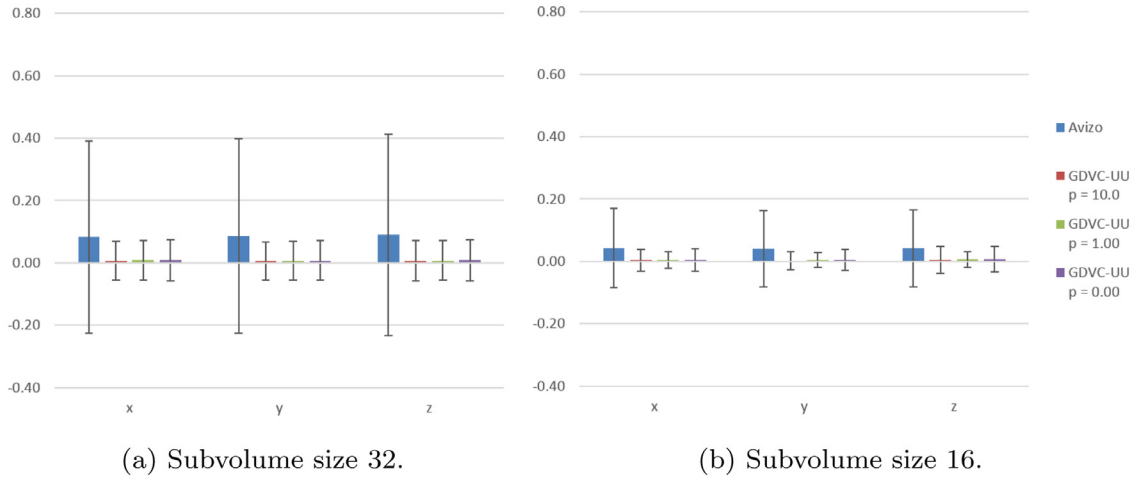 0.80
0.60
0.40
0.20
0.00
-0.20
-0.40
x y z
(a) Subvolume size 32.
0.80
0.60
0.40
0.20
0.00
-0.20
-0.40
x y z
(b) Subvolume size 16.
Avizo
GDVC-UU
p = 10.0
GDVC-UU
p = 1.00
GDVC-UU
p = 0.00